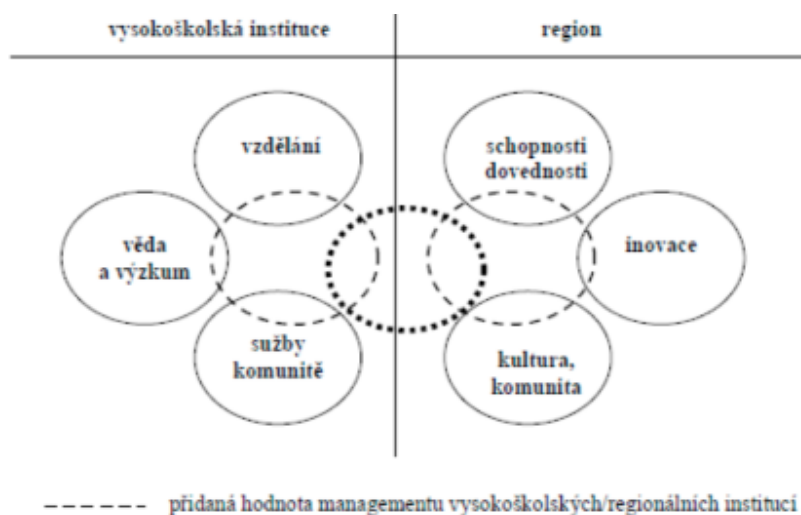 vysokoškolská instituce
region
vzdělání
schopnosti
dovednosti
věda
a výzkum
inovace
sužby
komunitě
kultura,
komunita
přidaná hodnota managementu vysokoškolských/regionálních institucí